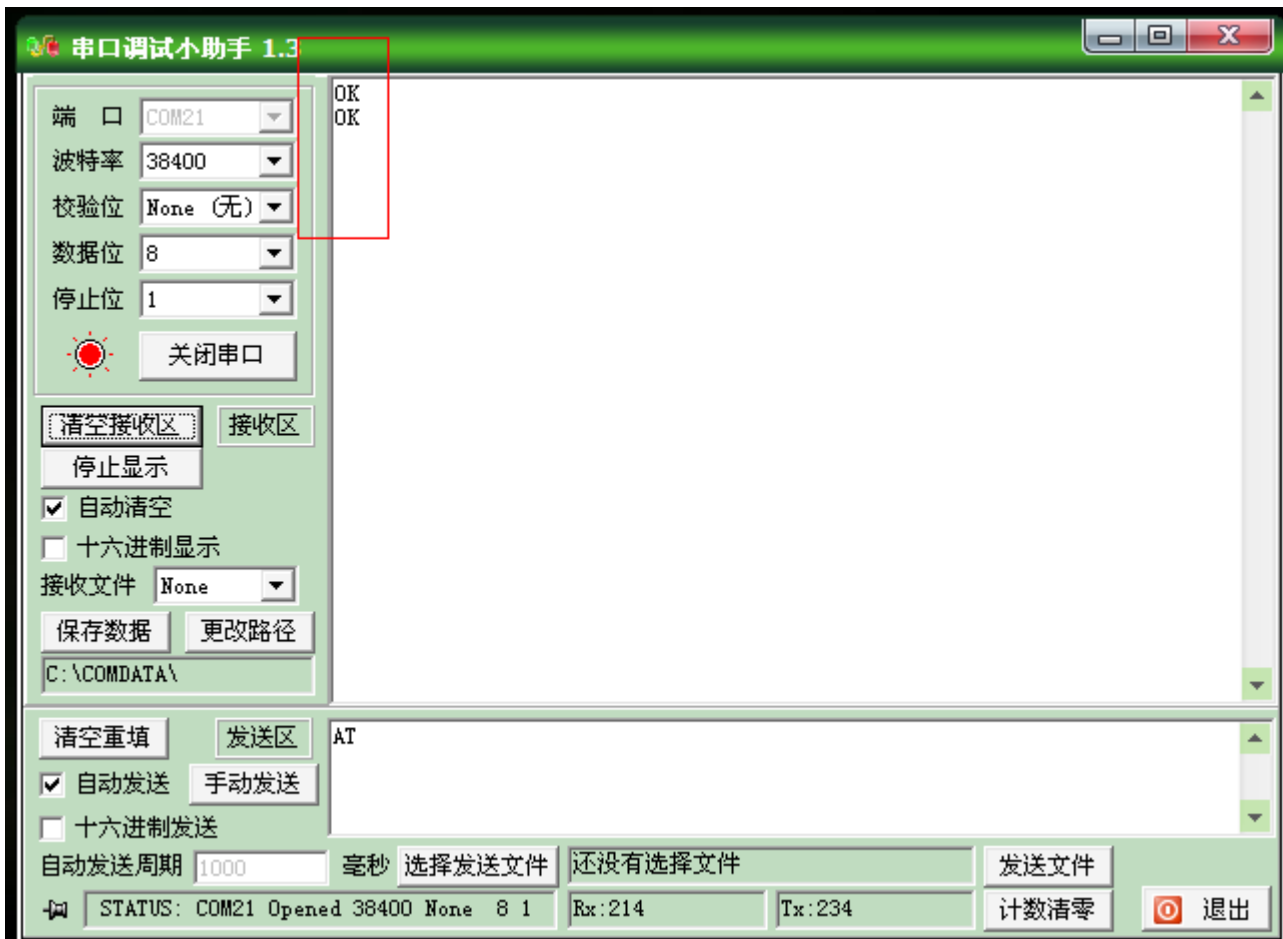 串口调试小助手 1.3
端 口 COM21
波特率 38400
校验位 None (无)
数据位 8
停止位 1
关闭串口
清空接收区 接收区
停止显示
自动清空
十六进制显示
接收文件 None
保存数据 更改路径
C:\COMDATA\
OK
OK
清空重填 发送区
自动发送 手动发送
十六进制发送
AT
自动发送周期 1000 毫秒 选择发送文件 还没有选择文件 发送文件
STATUS: COM21 Opened 38400 None 8 1 Rx:214 Tx:234 计数清零 退出